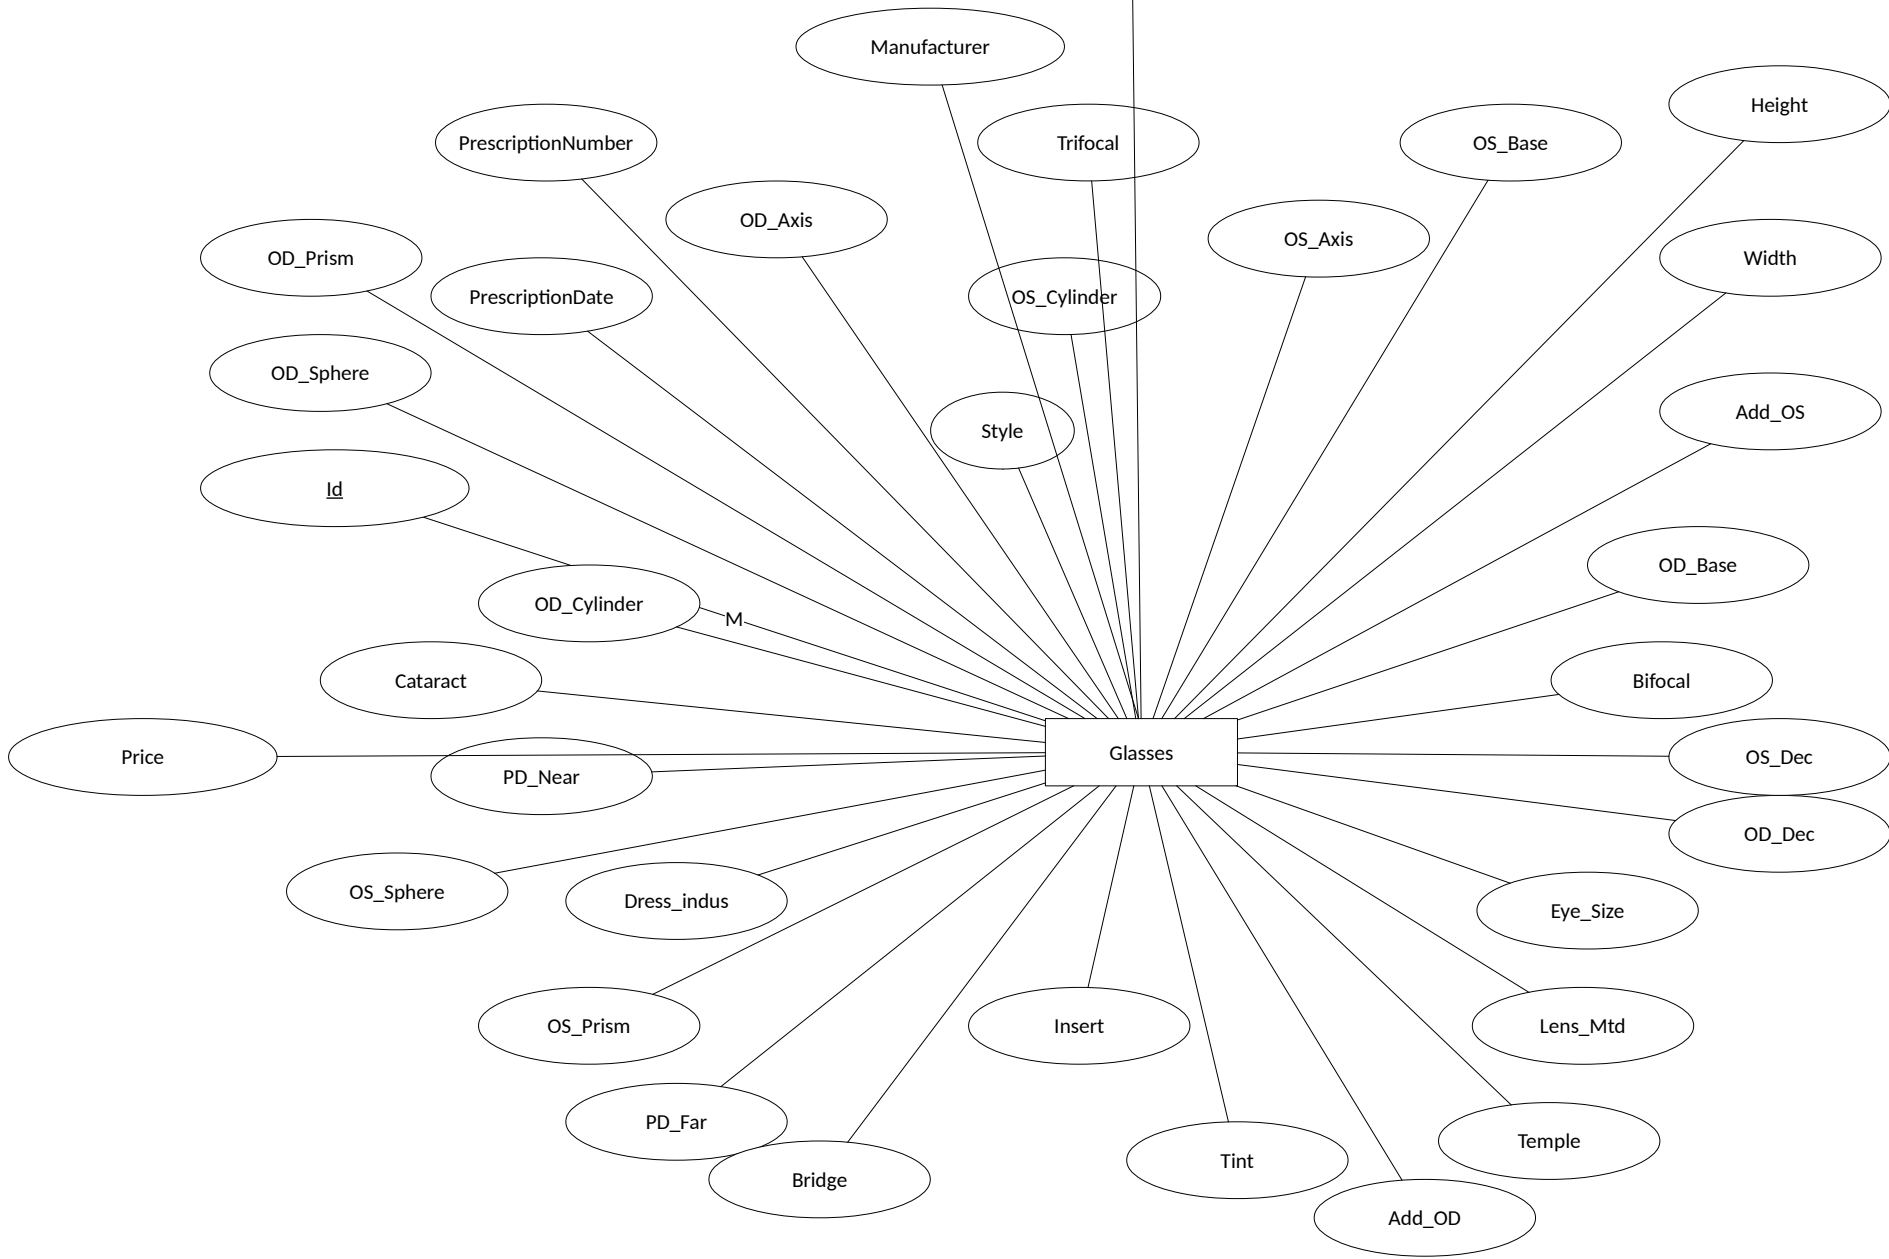 Manufacturer
Height
PrescriptionNumber
Trifocal
OS_Base
OD_Axis
OS_Axis
OD_Prism
Width
PrescriptionDate
OS_Cylinder
OD_Sphere
Add_OS
Style
Id
OD_Base
OD_Cylinder
M
Cataract
Bifocal
Glasses
Price
OS_Dec
PD_Near
OD_Dec
OS_Sphere
Dress_indus
Eye_Size
OS_Prism
Insert
Lens_Mtd
PD_Far
Temple
Tint
Bridge
Add_OD